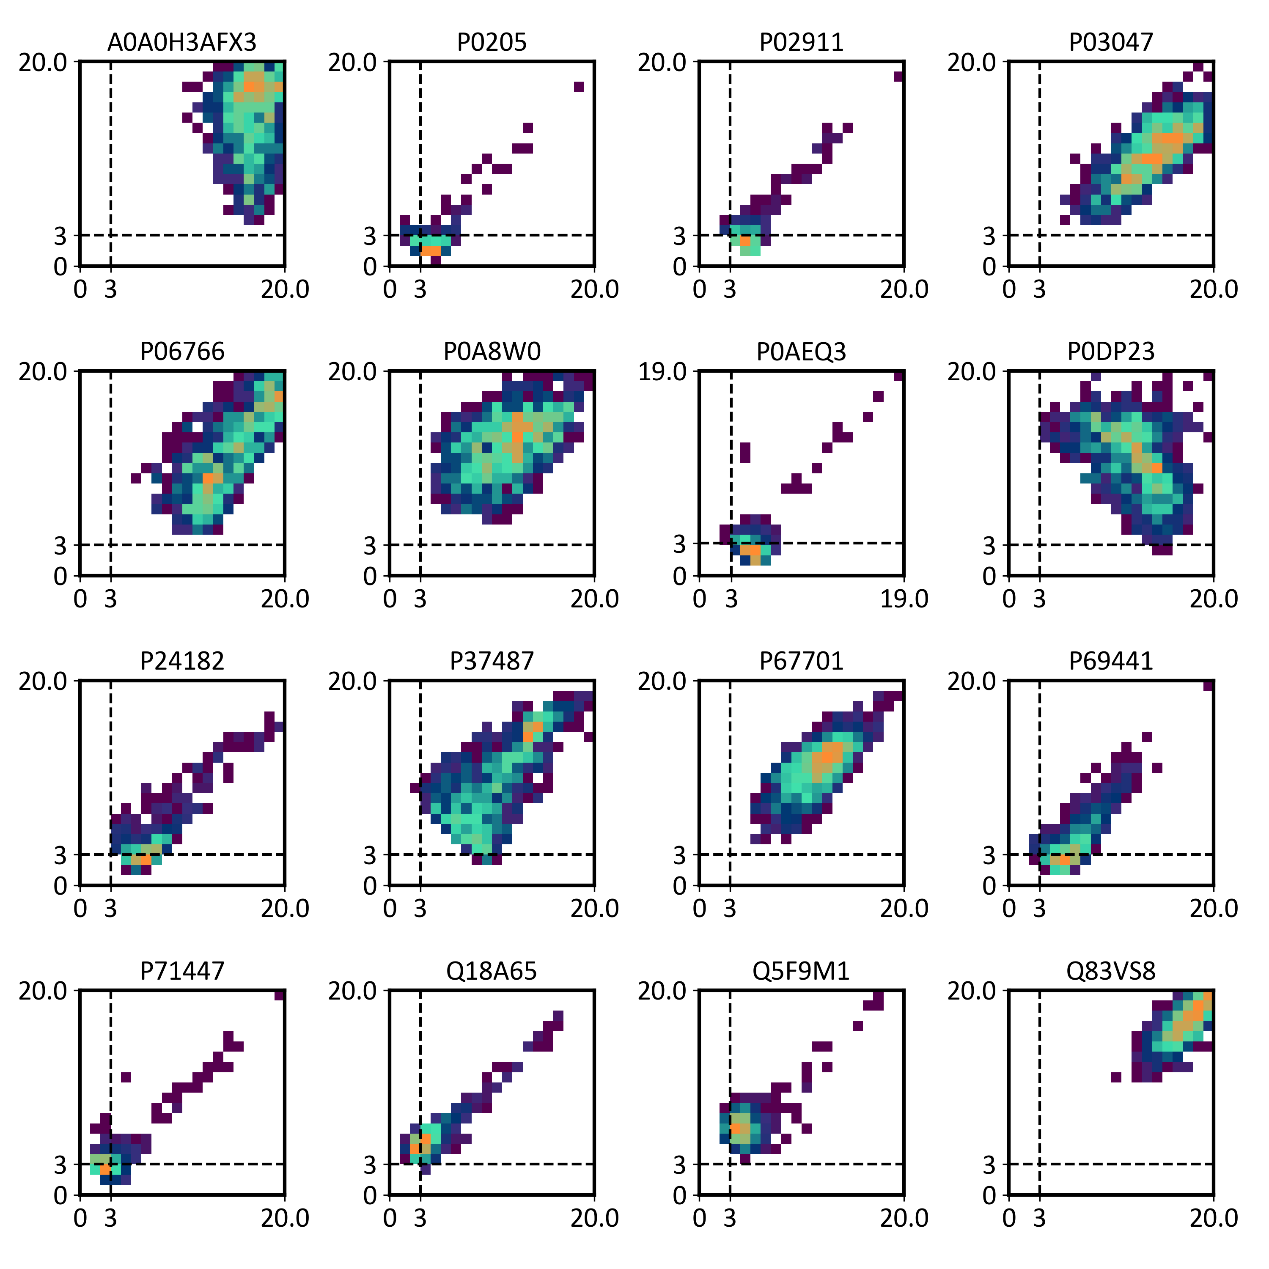 A0A0H3AFX3 P0205 P02911 P03047
20.0 20.0 20.0 20.0
3 3 3 3
0 0 0 0
0 3 20.0 0 3 20.0 0 3 20.0 0 3 20.0
P06766 P0A8W0 P0AEQ3 P0DP23
20.0 20.0 19.0 20.0
3 3 3 3
0 0 0 0
0 3 20.0 0 3 20.0 0 3 19.0 0 3 20.0
P24182 P37487 P67701 P69441
20.0 20.0 20.0 20.0
3 3 3 3
0 0 0 0
0 3 20.0 0 3 20.0 0 3 20.0 0 3 20.0
P71447 Q18A65 Q5F9M1 Q83VS8
20.0 20.0 20.0 20.0
3 3 3 3
0 0 0 0
0 3 20.0 0 3 20.0 0 3 20.0 0 3 20.0